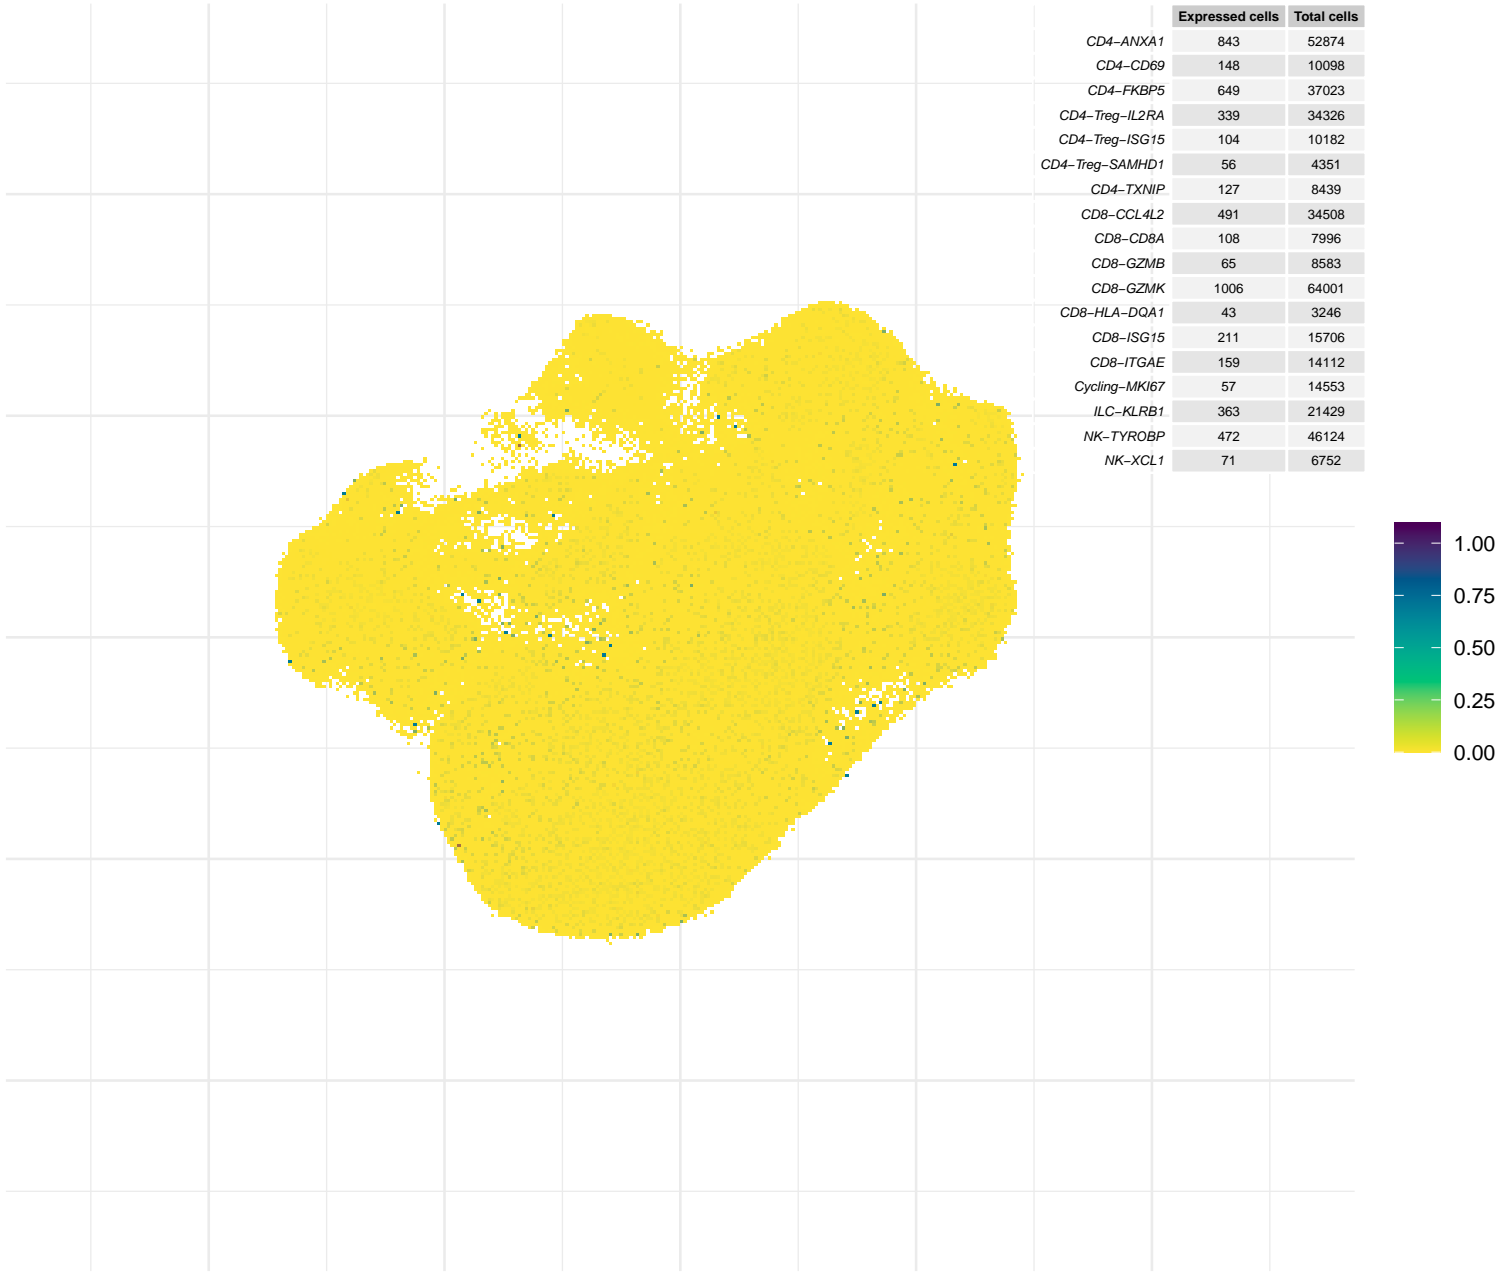 Expressed cells Total cells
CD4−ANXA1 843 52874
CD4−CD69 148 10098
CD4−FKBP5 649 37023
CD4−Treg−IL2RA 339 34326
CD4−Treg−ISG15 104 10182
CD4−Treg−SAMHD1 56 4351
CD4−TXNIP 127 8439
CD8−CCL4L2 491 34508
CD8−CD8A 108 7996
CD8−GZMB 65 8583
CD8−GZMK 1006 64001
CD8−HLA−DQA1 43 3246
CD8−ISG15 211 15706
CD8−ITGAE 159 14112
Cycling−MKI67 57 14553
ILC−KLRB1 363 21429
NK−TYROBP 472 46124
NK−XCL1 71 6752
1.00
0.75
0.50
0.25
0.00